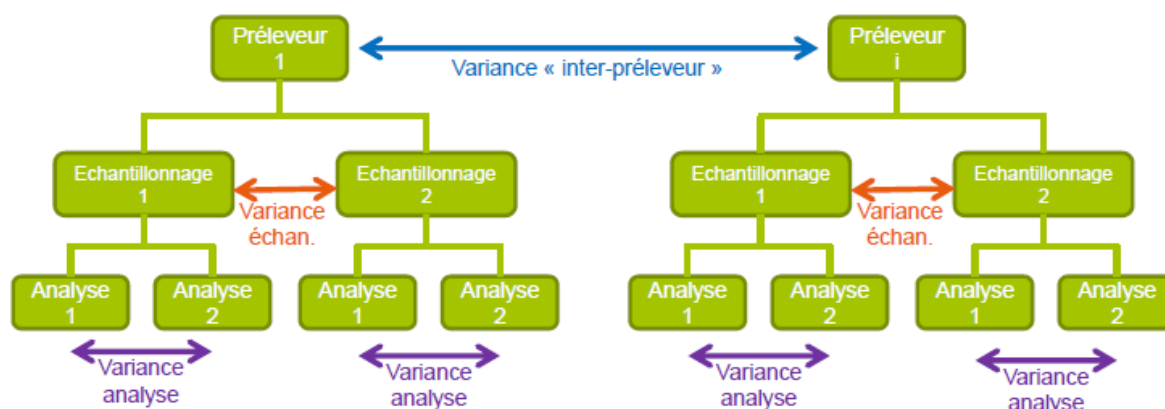 Préleveur
1
Variance « inter-préleveur »
Préleveur
i
Echantillonnage
1
Variance
échan.
Echantillonnage
2
Echantillonnage
1
Variance
échan.
Echantillonnage
2
Analyse
1
Analyse
2
Analyse
1
Analyse
2
Analyse
1
Analyse
2
Analyse
1
Analyse
2
Variance
analyse
Variance
analyse
Variance
analyse
Variance
analyse